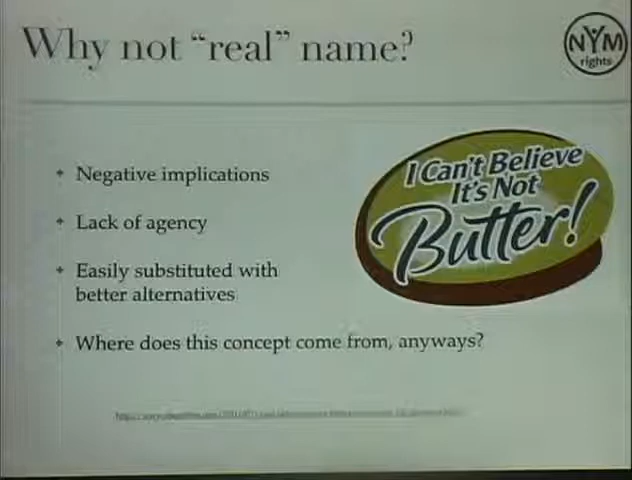 Why not “real” name?
NYM
rights
Negative implications
Lack of agency
Easily substituted with
better alternatives
Where does this concept come from, anyways?
I Can't Believe
It's Not
Butter!